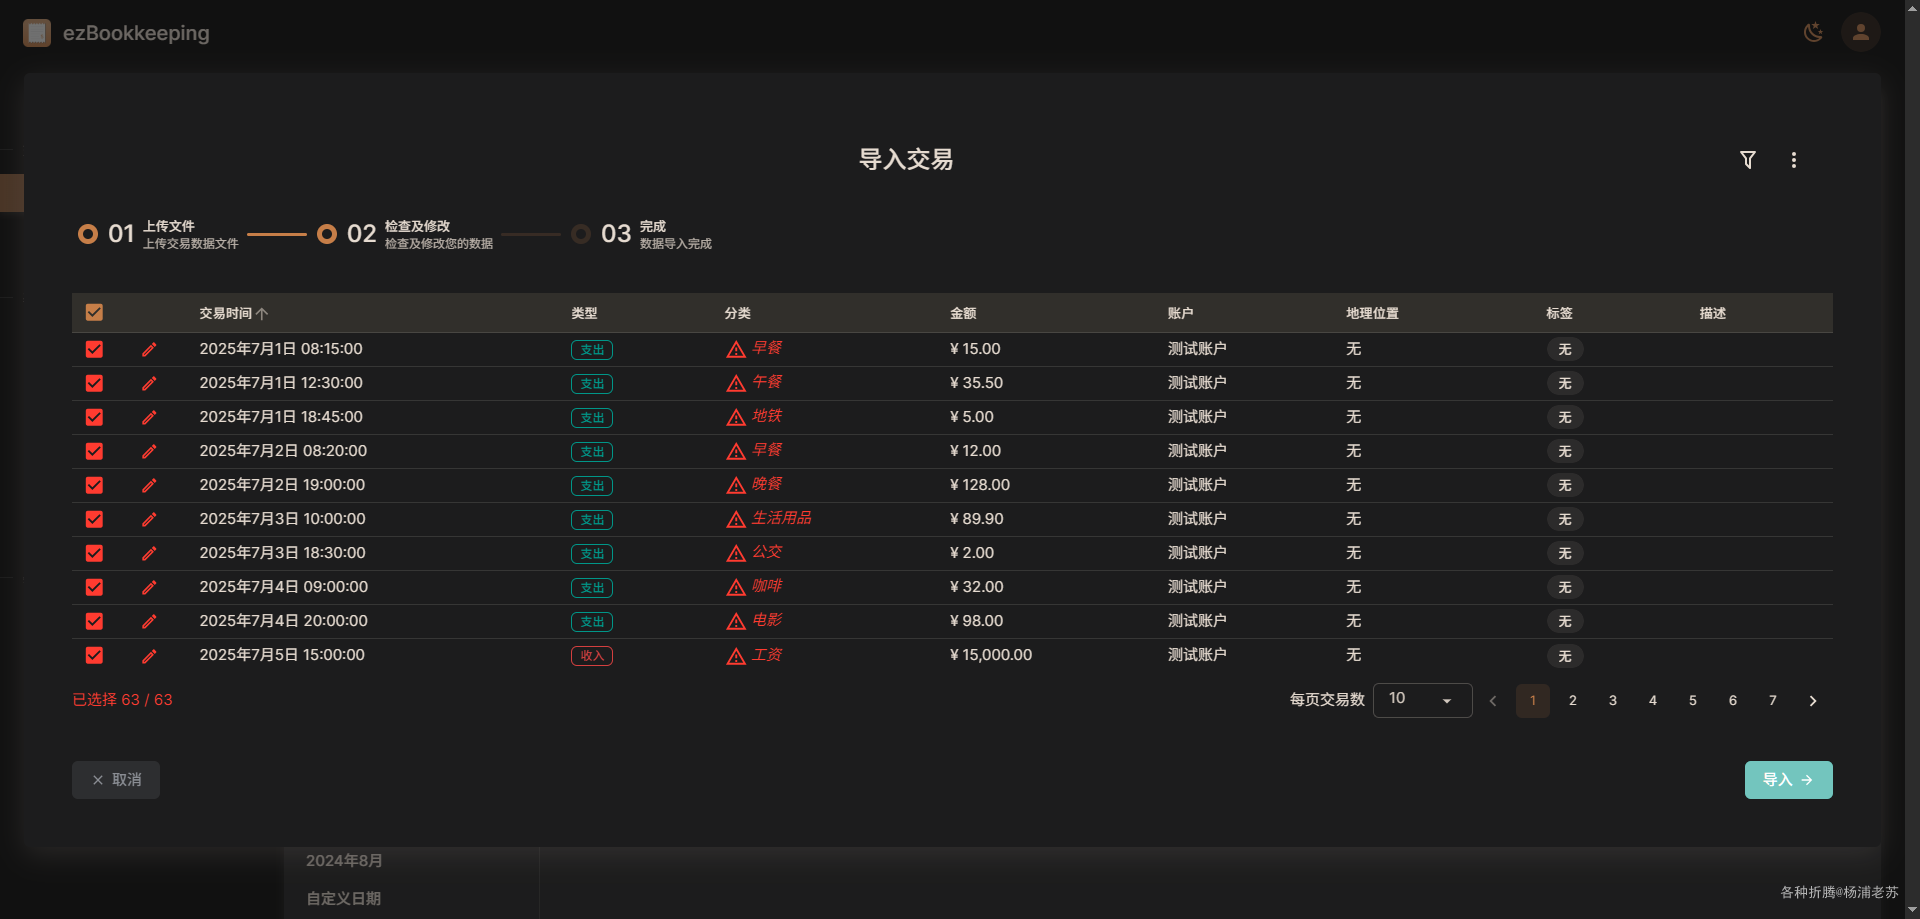 ezBookkeeping
导入交易
01 上传文件 02 检查及修改 03 完成
上传交易数据文件 检查及修改您的数据 数据导入完成
交易时间 类型 分类 金额 账户 地理位置 标签 描述
2025年7月1日 08:15:00 支出 早餐 ¥ 15.00 测试账户 无 无
2025年7月1日 12:30:00 支出 午餐 ¥ 35.50 测试账户 无 无
2025年7月1日 18:45:00 支出 地铁 ¥ 5.00 测试账户 无 无
2025年7月2日 08:20:00 支出 早餐 ¥ 12.00 测试账户 无 无
2025年7月2日 19:00:00 支出 晚餐 ¥ 128.00 测试账户 无 无
2025年7月3日 10:00:00 支出 生活用品 ¥ 89.90 测试账户 无 无
2025年7月3日 18:30:00 支出 公交 ¥ 2.00 测试账户 无 无
2025年7月4日 09:00:00 支出 咖啡 ¥ 32.00 测试账户 无 无
2025年7月4日 20:00:00 支出 电影 ¥ 98.00 测试账户 无 无
2025年7月5日 15:00:00 收入 工资 ¥ 15,000.00 测试账户 无 无
已选择 63 / 63 每页交易数 10 1 2 3 4 5 6 7
取消 导入
2024年8月
自定义日期
各种折腾@杨浦老苏